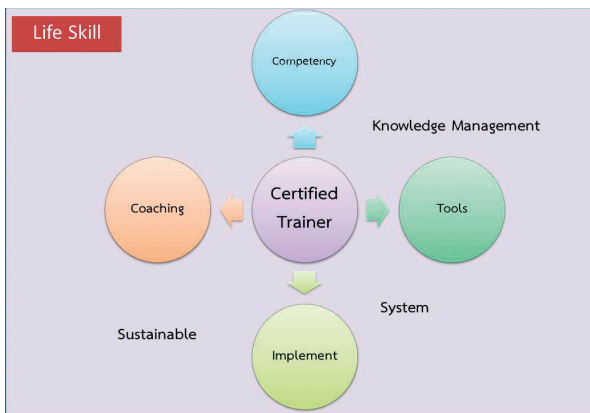 Life Skill
Competency
Knowledge Management
Coaching
Certified
Trainer
Tools
System
Sustainable
Implement